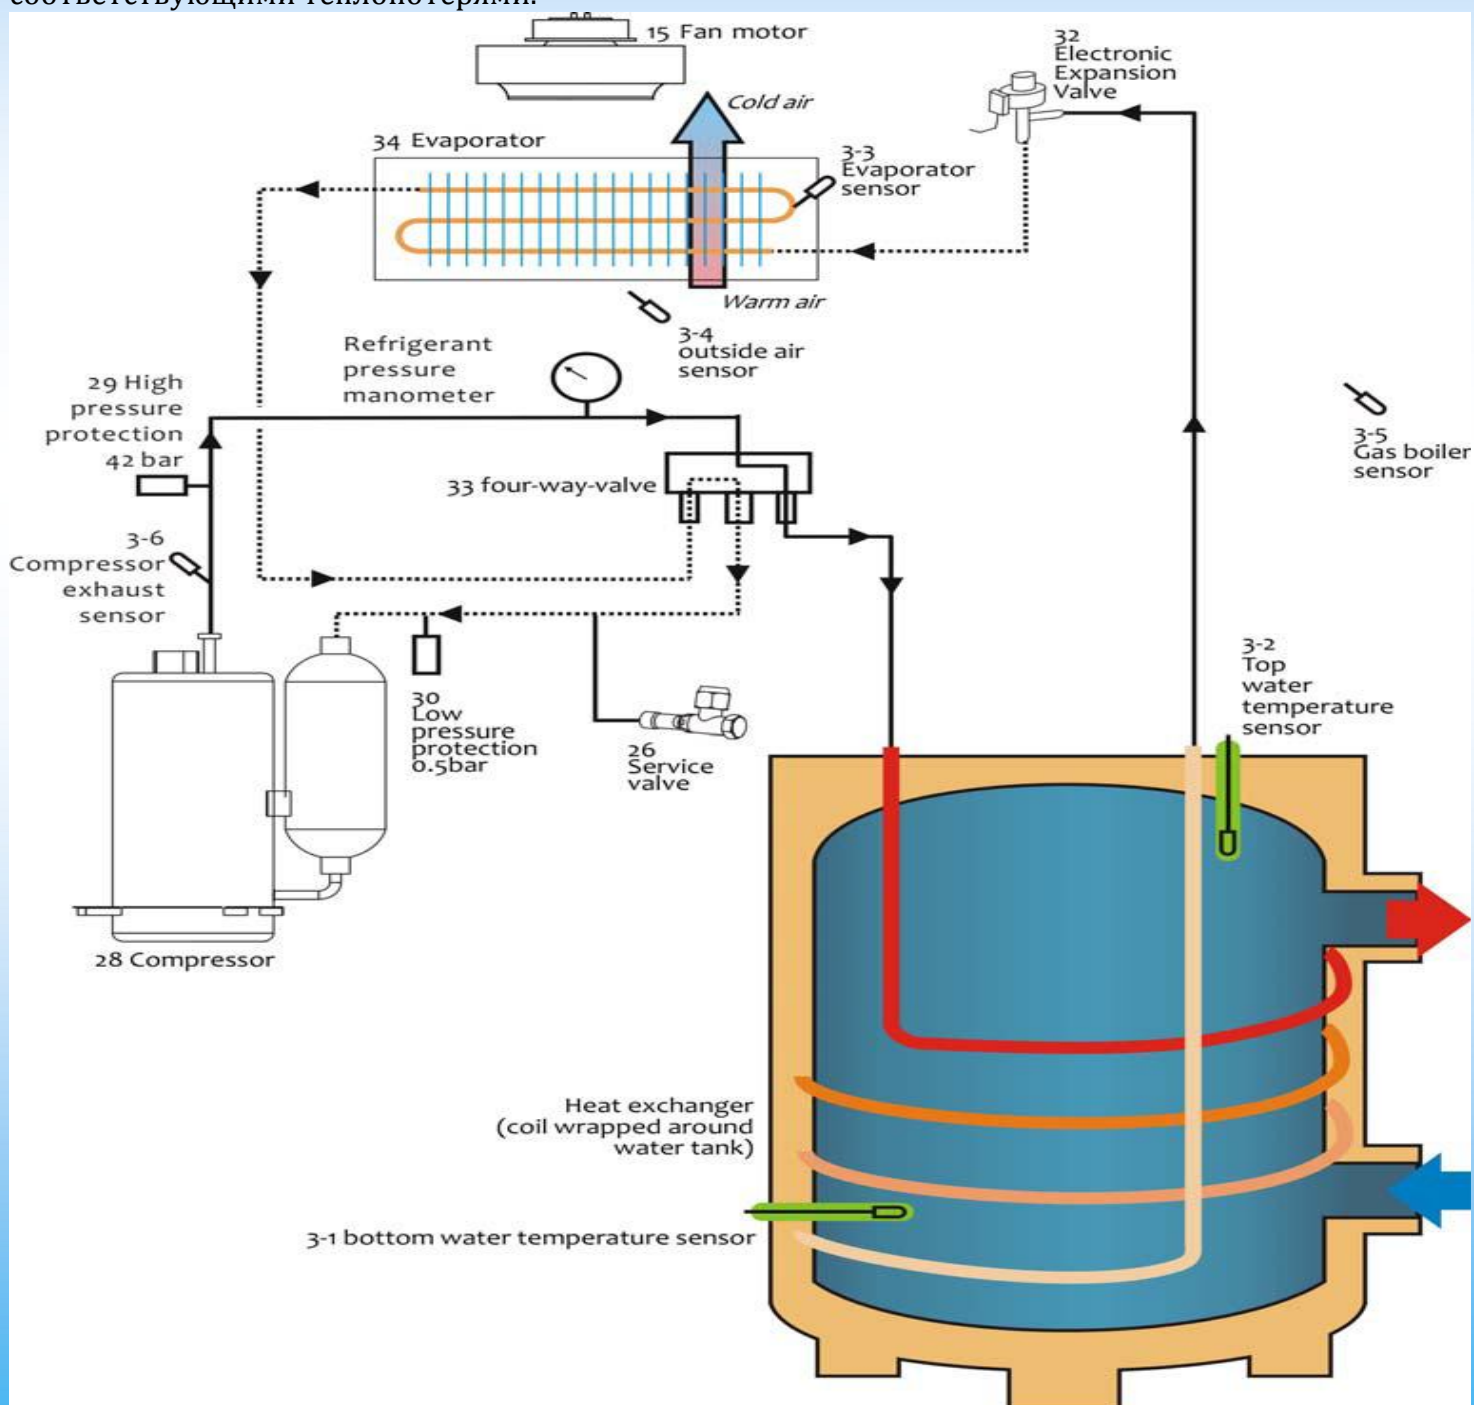 соответствующими теплопотерями.
15 Fan motor
32
Electronic
Expansion
Valve
Cold air
34 Evaporator
3-3
Evaporator
sensor
Warm air
3-4
outside air
sensor
Refrigerant
pressure
manometer
29 High
pressure
protection
42 bar
3-5
Gas boiler
sensor
33 four-way-valve
3-6
Compressor
exhaust
sensor
3-2
Top
water
temperature
sensor
30
Low
pressure
protection
0.5bar
26
Service
valve
28 Compressor
Heat exchanger
(coil wrapped around
water tank)
3-1 bottom water temperature sensor